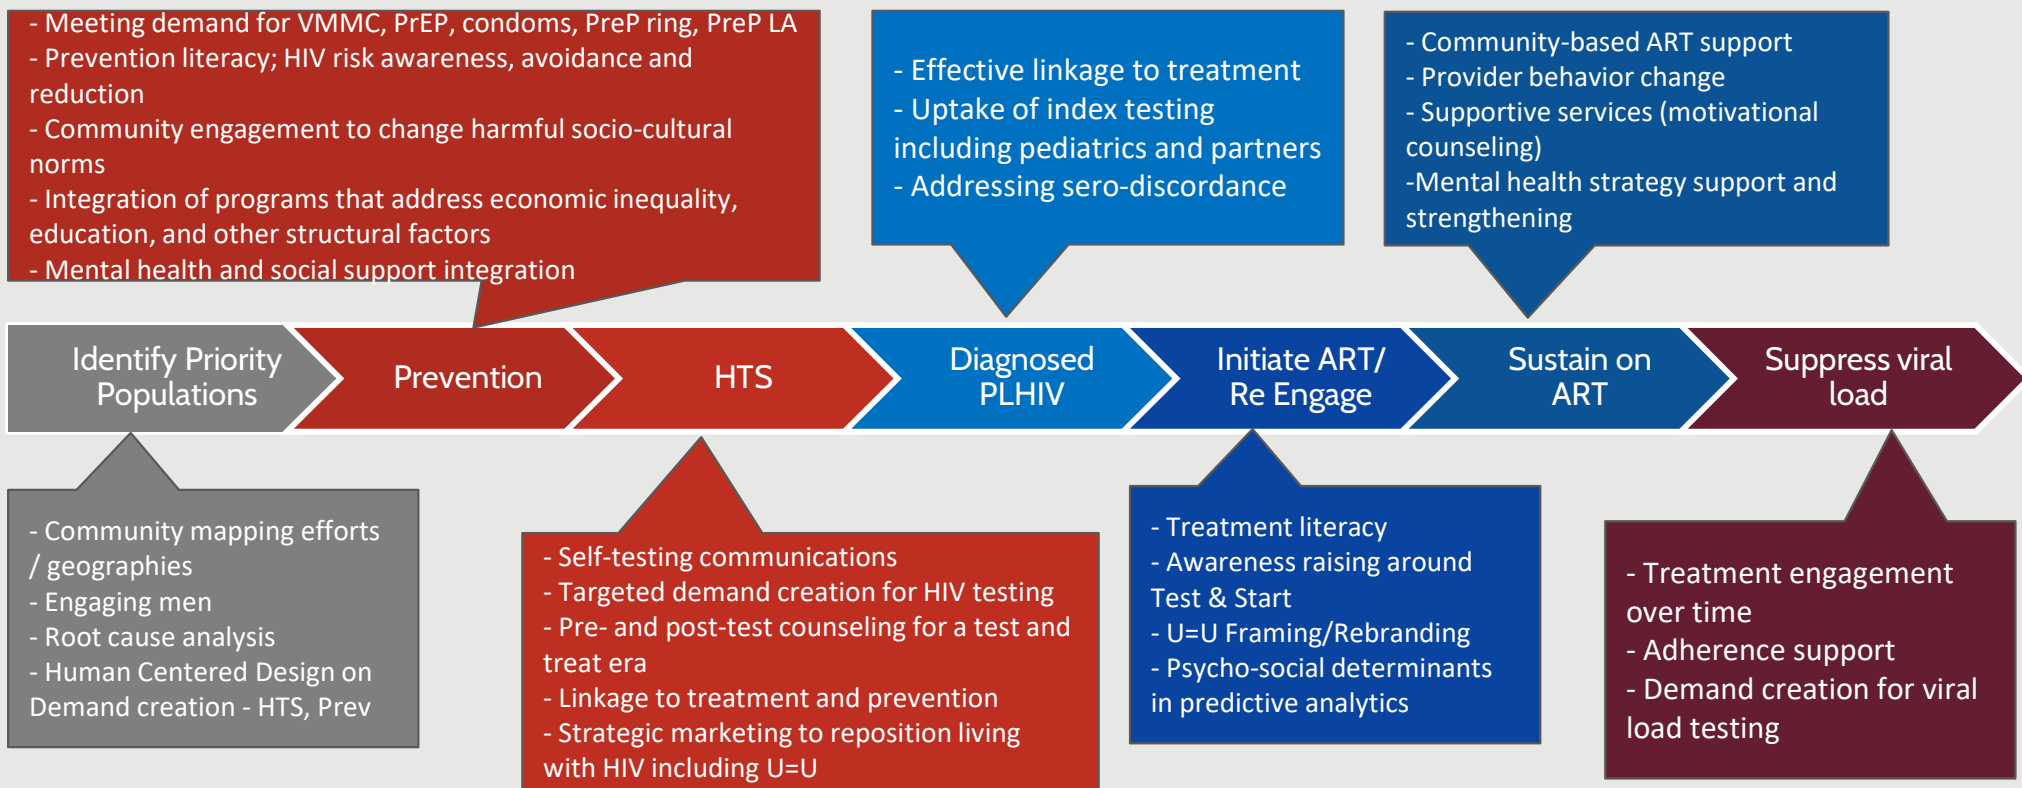 - Meeting demand for VMMC, PrEP, condoms, PreP ring, PreP LA
- Prevention literacy; HIV risk awareness, avoidance and
reduction
- Community engagement to change harmful socio-cultural
norms
- Integration of programs that address economic inequality,
education, and other structural factors
- Mental health and social support integration
- Effective linkage to treatment
- Uptake of index testing
including pediatrics and partners
- Addressing sero-discordance
- Community-based ART support
- Provider behavior change
- Supportive services (motivational
counseling)
-Mental health strategy support and
strengthening
Identify Priority
Populations
Prevention
HTS
Diagnosed
PLHIV
Initiate ART/
Re Engage
Sustain on
ART
Suppress viral
load
- Community mapping efforts
/ geographies
- Engaging men
- Root cause analysis
- Human Centered Design on
Demand creation - HTS, Prev
- Self-testing communications
- Targeted demand creation for HIV testing
- Pre- and post-test counseling for a test and
treat era
- Linkage to treatment and prevention
- Strategic marketing to reposition living
with HIV including U=U
- Treatment literacy
- Awareness raising around
Test & Start
- U=U Framing/Rebranding
- Psycho-social determinants
in predictive analytics
- Treatment engagement
over time
- Adherence support
- Demand creation for viral
load testing